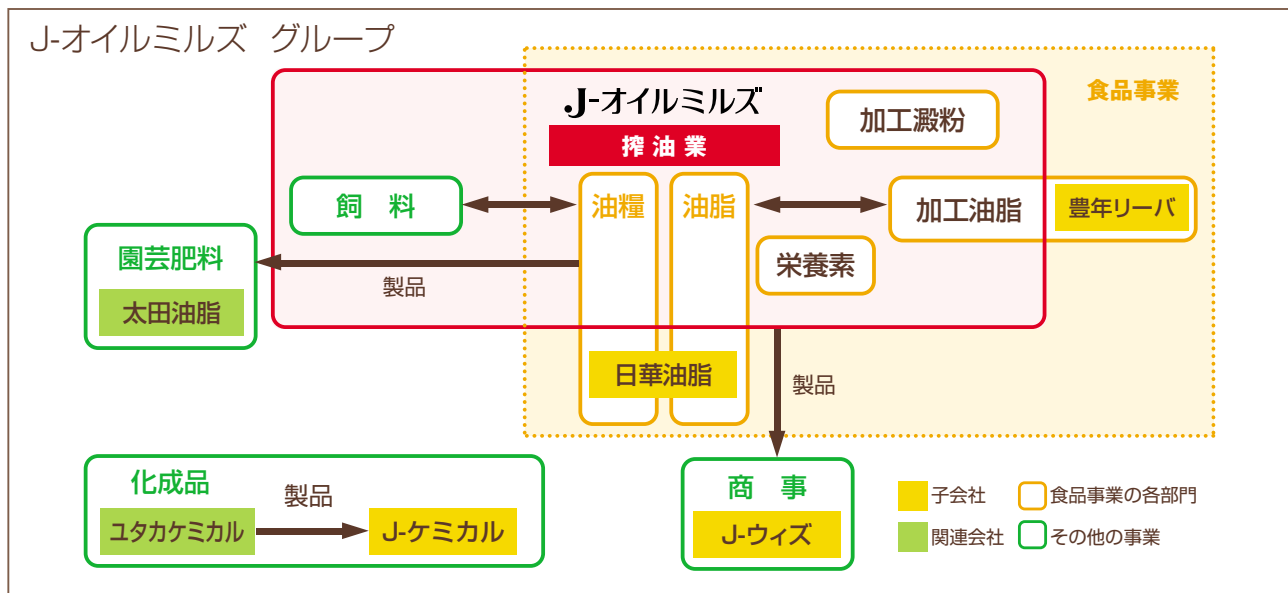 J-オイルミルズ グループ
食品事業
J-オイルミルズ
搾油業
加工澱粉
飼 料
油糧
油脂
加工油脂
豊年リーバ
園芸肥料
太田油脂
製品
栄養素
日華油脂
製品
化成品
ユタカケミカル
製品
J-ケミカル
商 事
J-ウィズ
子会社
食品事業の各部門
関連会社
その他の事業